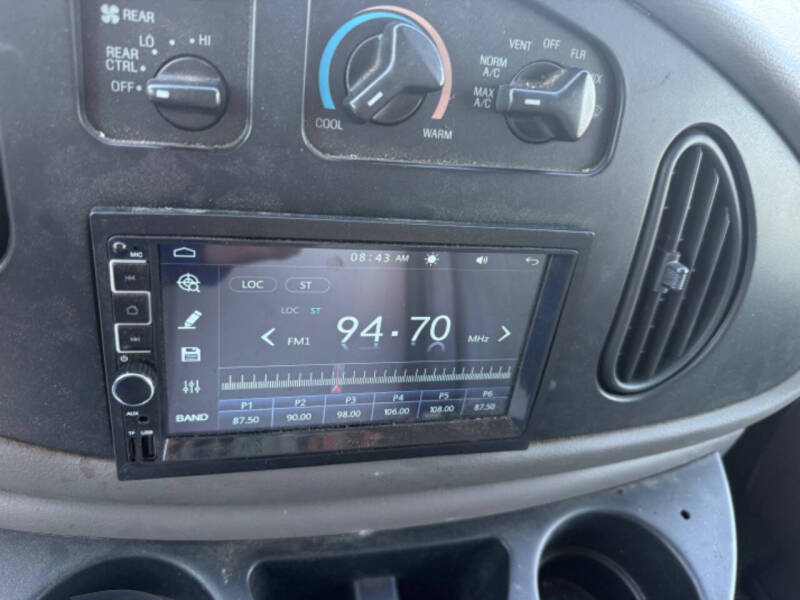 REAR
LO HI
REAR CTRL
OFF
COOL
WARM
VENT OFF FLR
NORM A/C
MAX A/C
MIC
08:43 AM
LOC ST
LOC ST
FM1 94.70 MHz
P1 P2 P3 P4 P5 P6
87.50 90.00 98.00 106.00 108.00 87.50
BAND
AUX
TF USB